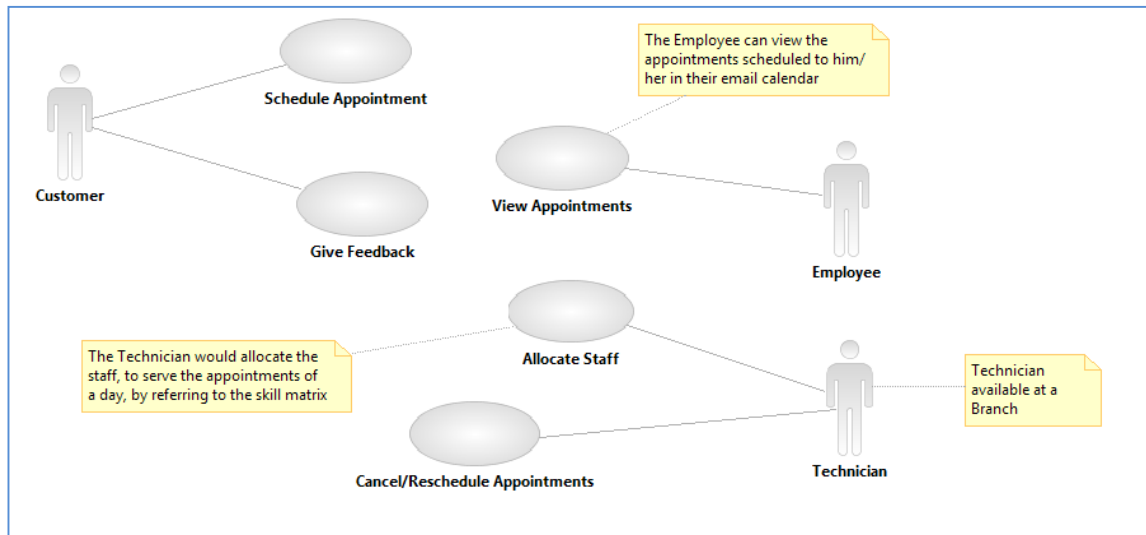 The Employee can view the
appointments scheduled to him/
her in their email calendar
Schedule Appointment
Customer
View Appointments
Give Feedback
Employee
The Technician would allocate the
staff, to serve the appointments of
a day, by referring to the skill matrix
Allocate Staff
Technician
available at a
Branch
Cancel/Reschedule Appointments
Technician